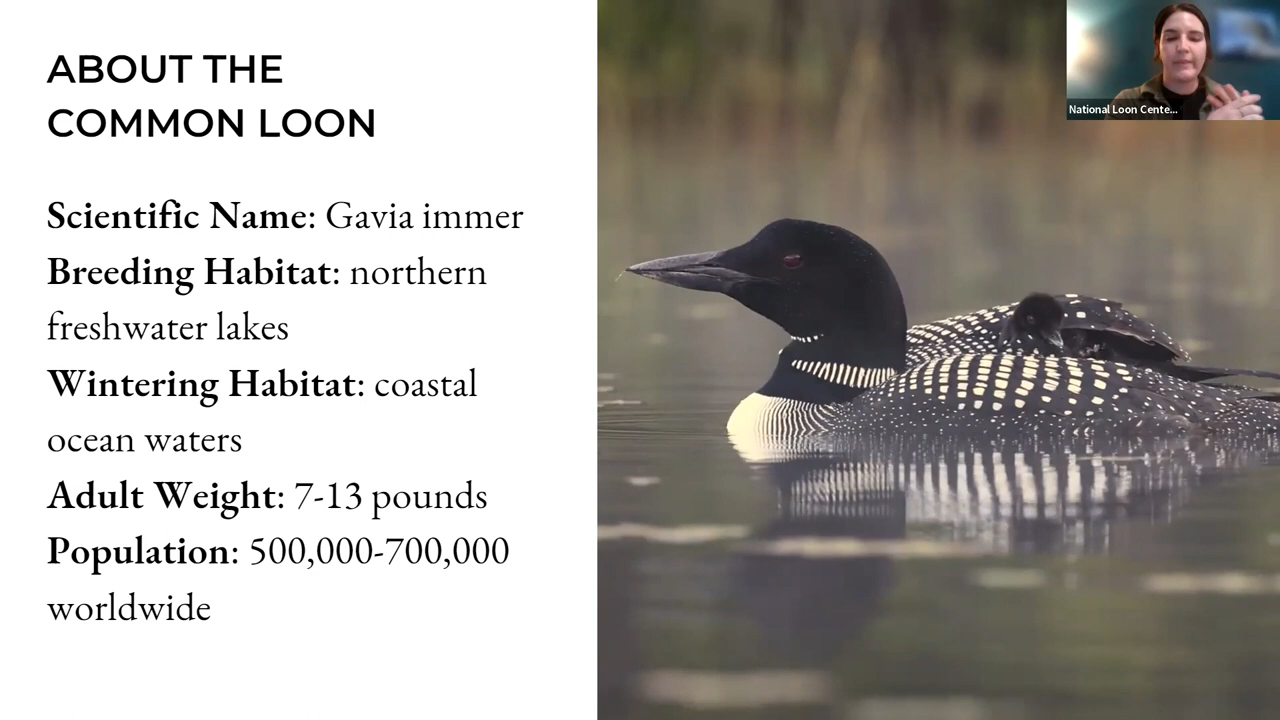 ABOUT THE
COMMON LOON
Scientific Name: Gavia immer
Breeding Habitat: northern
freshwater lakes
Wintering Habitat: coastal
ocean waters
Adult Weight: 7-13 pounds
Population: 500,000-700,000
worldwide
National Loon Cente...